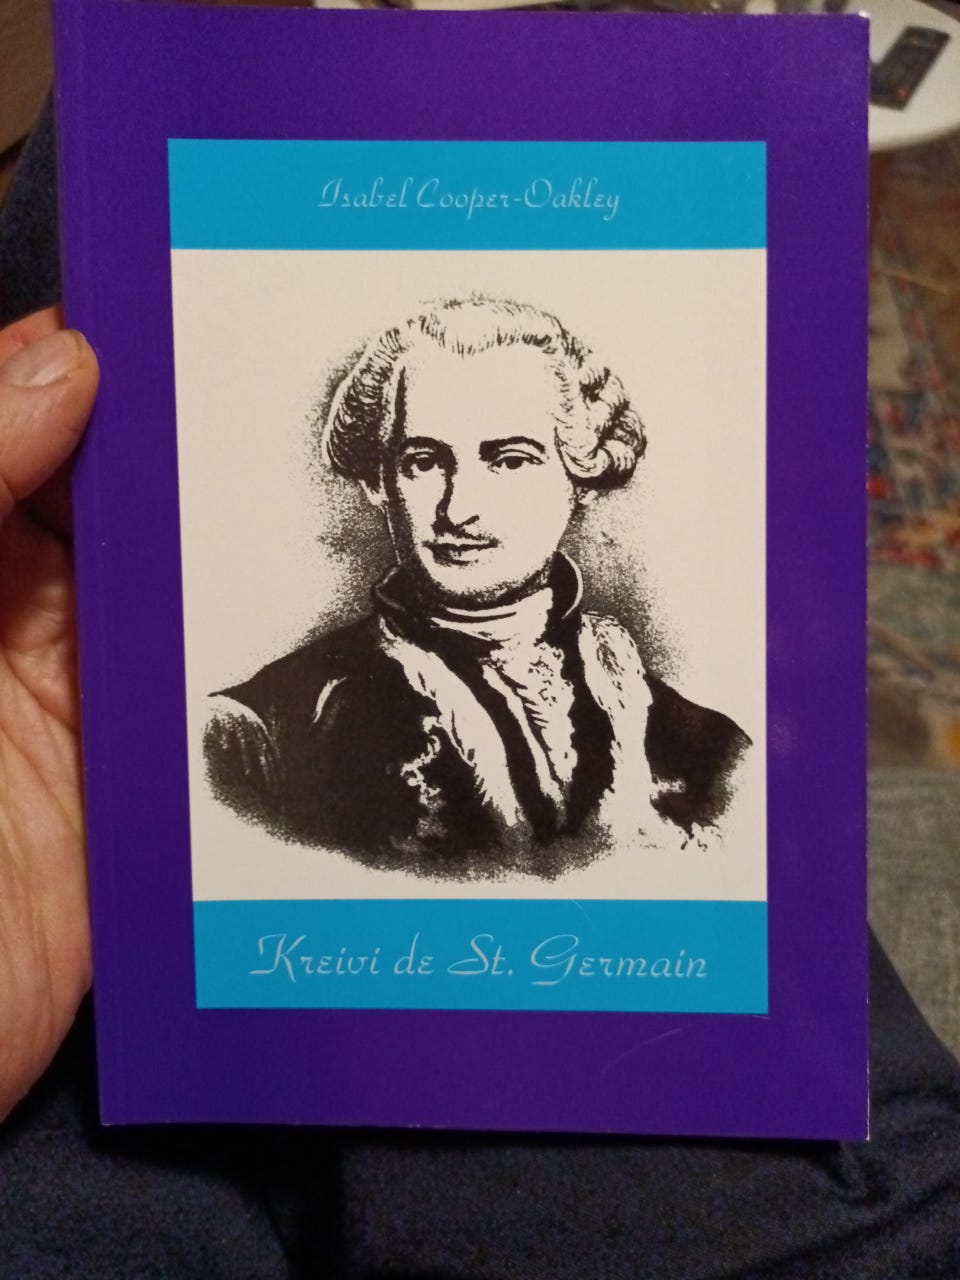 Isabel Cooper-Oakley
Kreivi de St. Germain